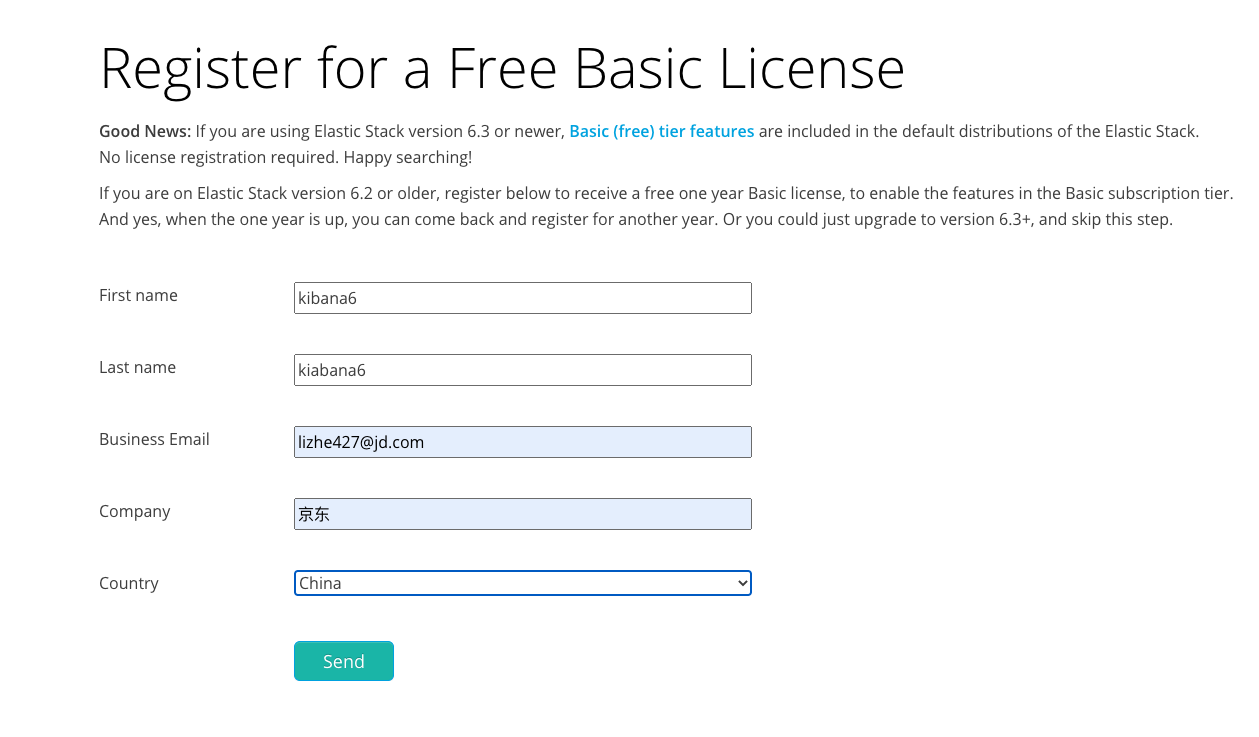 Register for a Free Basic License
Good News: If you are using Elastic Stack version 6.3 or newer, Basic (free) tier features are included in the default distributions of the Elastic Stack.
No license registration required. Happy searching!
If you are on Elastic Stack version 6.2 or older, register below to receive a free one year Basic license, to enable the features in the Basic subscription tier.
And yes, when the one year is up, you can come back and register for another year. Or you could just upgrade to version 6.3+, and skip this step.
First name
kibana6
Last name
kiabana6
Business Email
lizhe427@jd.com
Company
京东
Country
China
Send